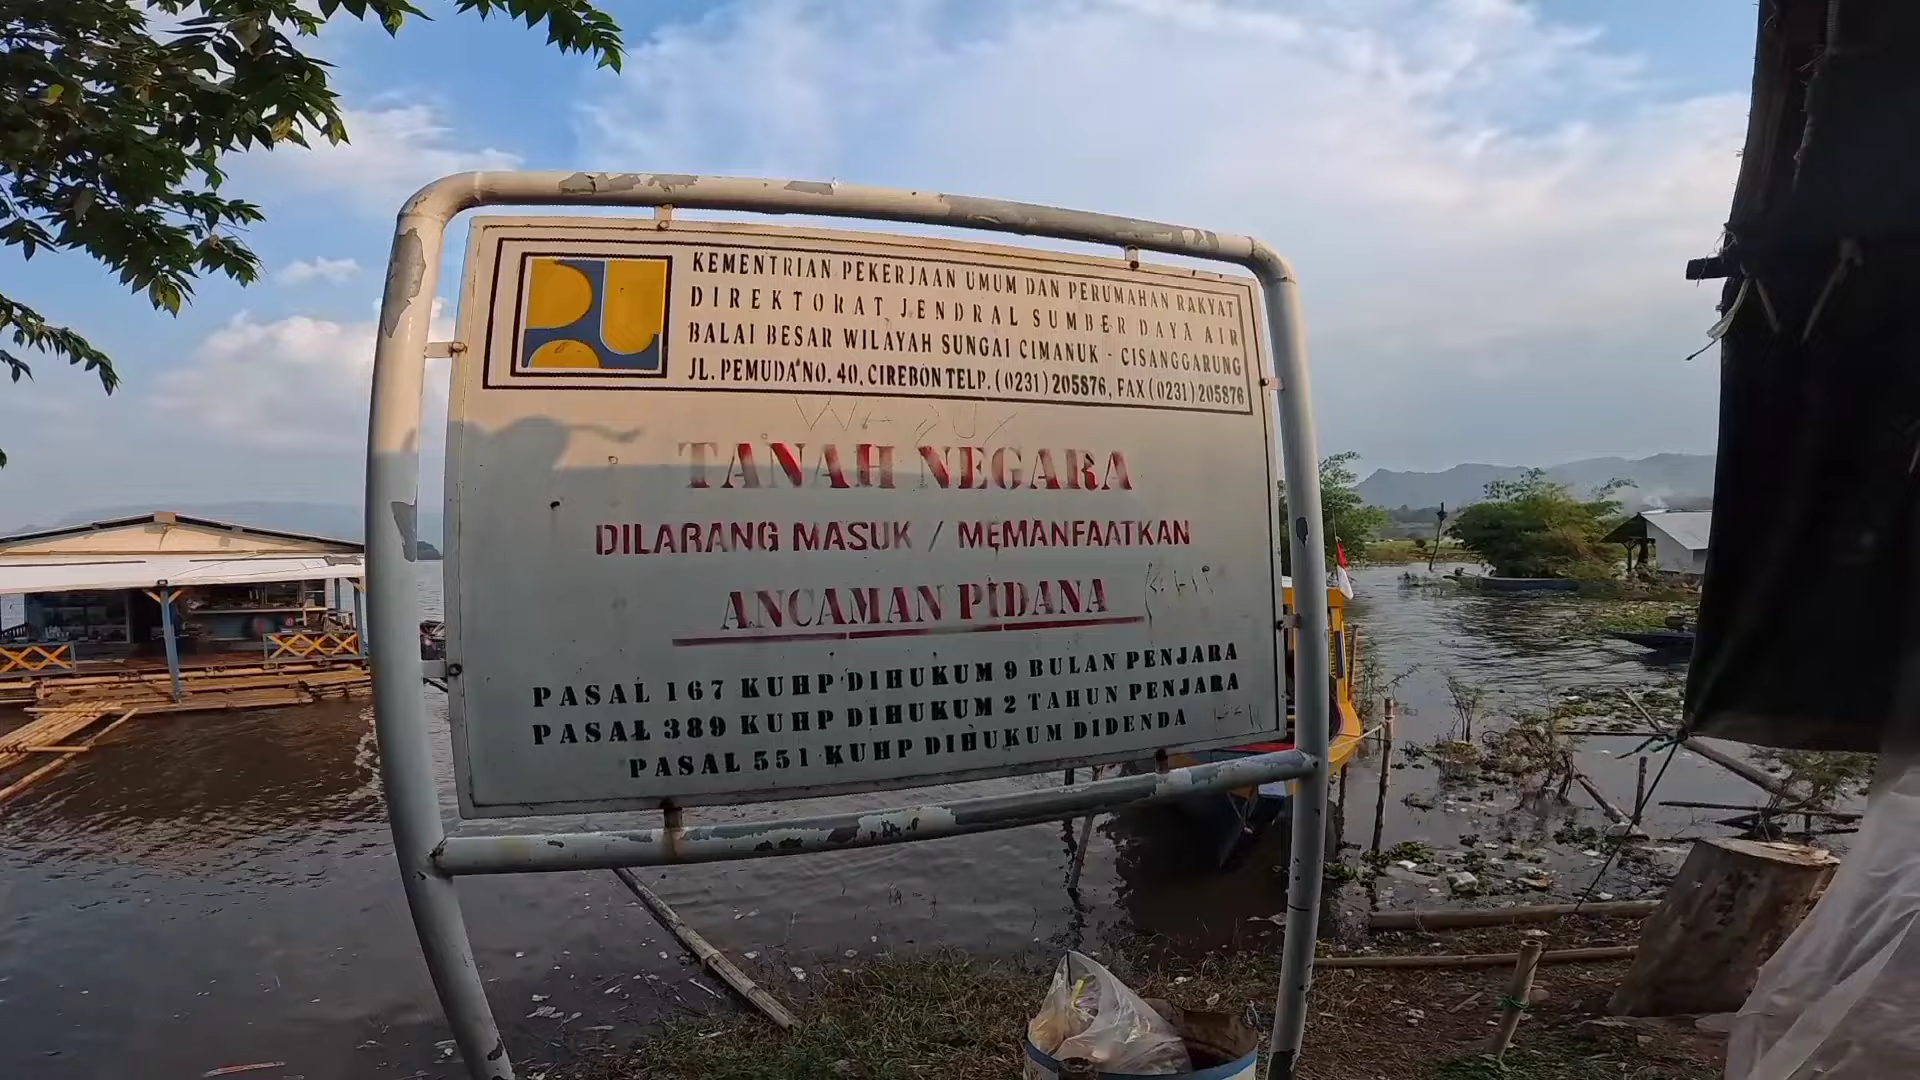 KEMENTRIAN PEKERJAAN UMUM DAN PERUMAHAN RAKYAT
DIREKTORAT JENDRAL SUMBER DAYA AIR
BALAI BESAR WILAYAH SUNGAI CIMANUK - CISANGGARUNG
JL. PEMUDA NO. 40, CIREBON TELP. (0231) 205876, FAX (0231) 205876
TANAH NEGARA
DILARANG MASUK / MEMANFAATKAN
ANCAMAN PIDANA
PASAL 167 KUHP DIHUKUM 9 BULAN PENJARA
PASAL 389 KUHP DIHUKUM 2 TAHUN PENJARA
PASAL 551 KUHP DIHUKUM DIDENDA